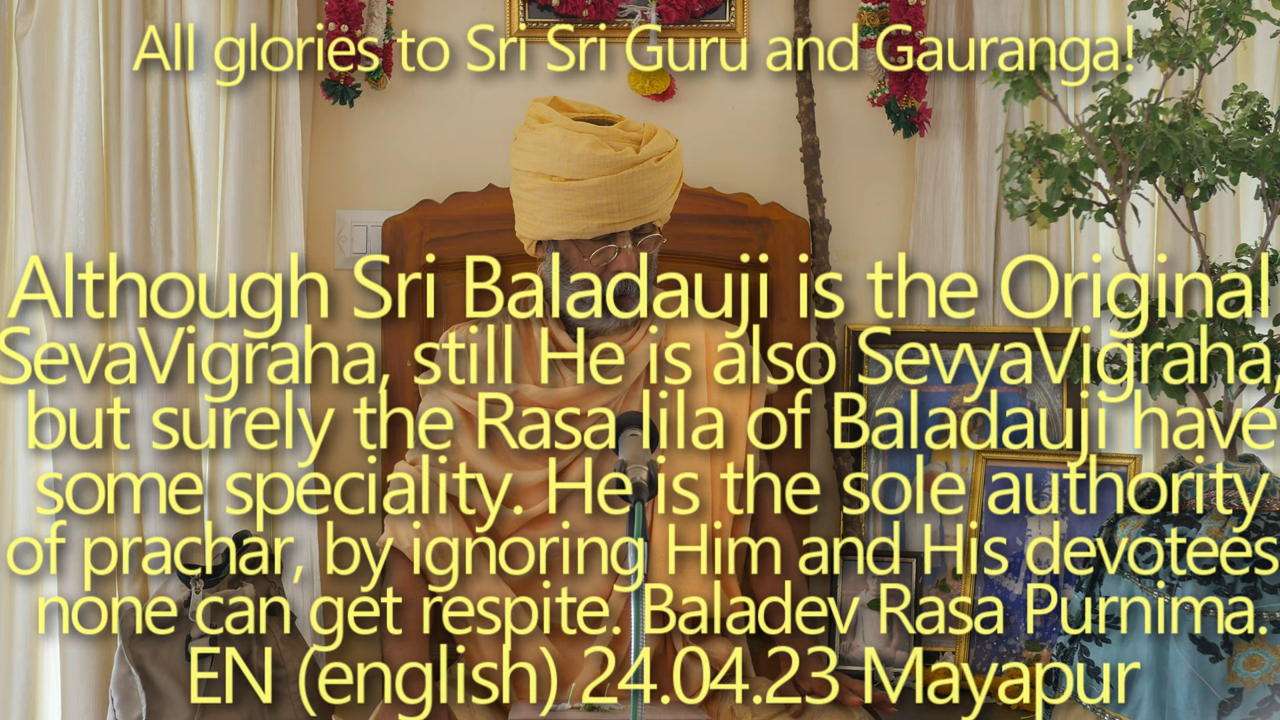 All glories to Sri Sri Guru and Gauranga!
Although Sri Baladauji is the Original
SevaVigraha, still He is also SevyaVigraha,
but surely the Rasa lila of Baladauji have
some speciality. He is the sole authority
of prachar, by ignoring Him and His devotees
none can get respite. Baladev Rasa Purnima.
EN (english) 24.04.23 Mayapur